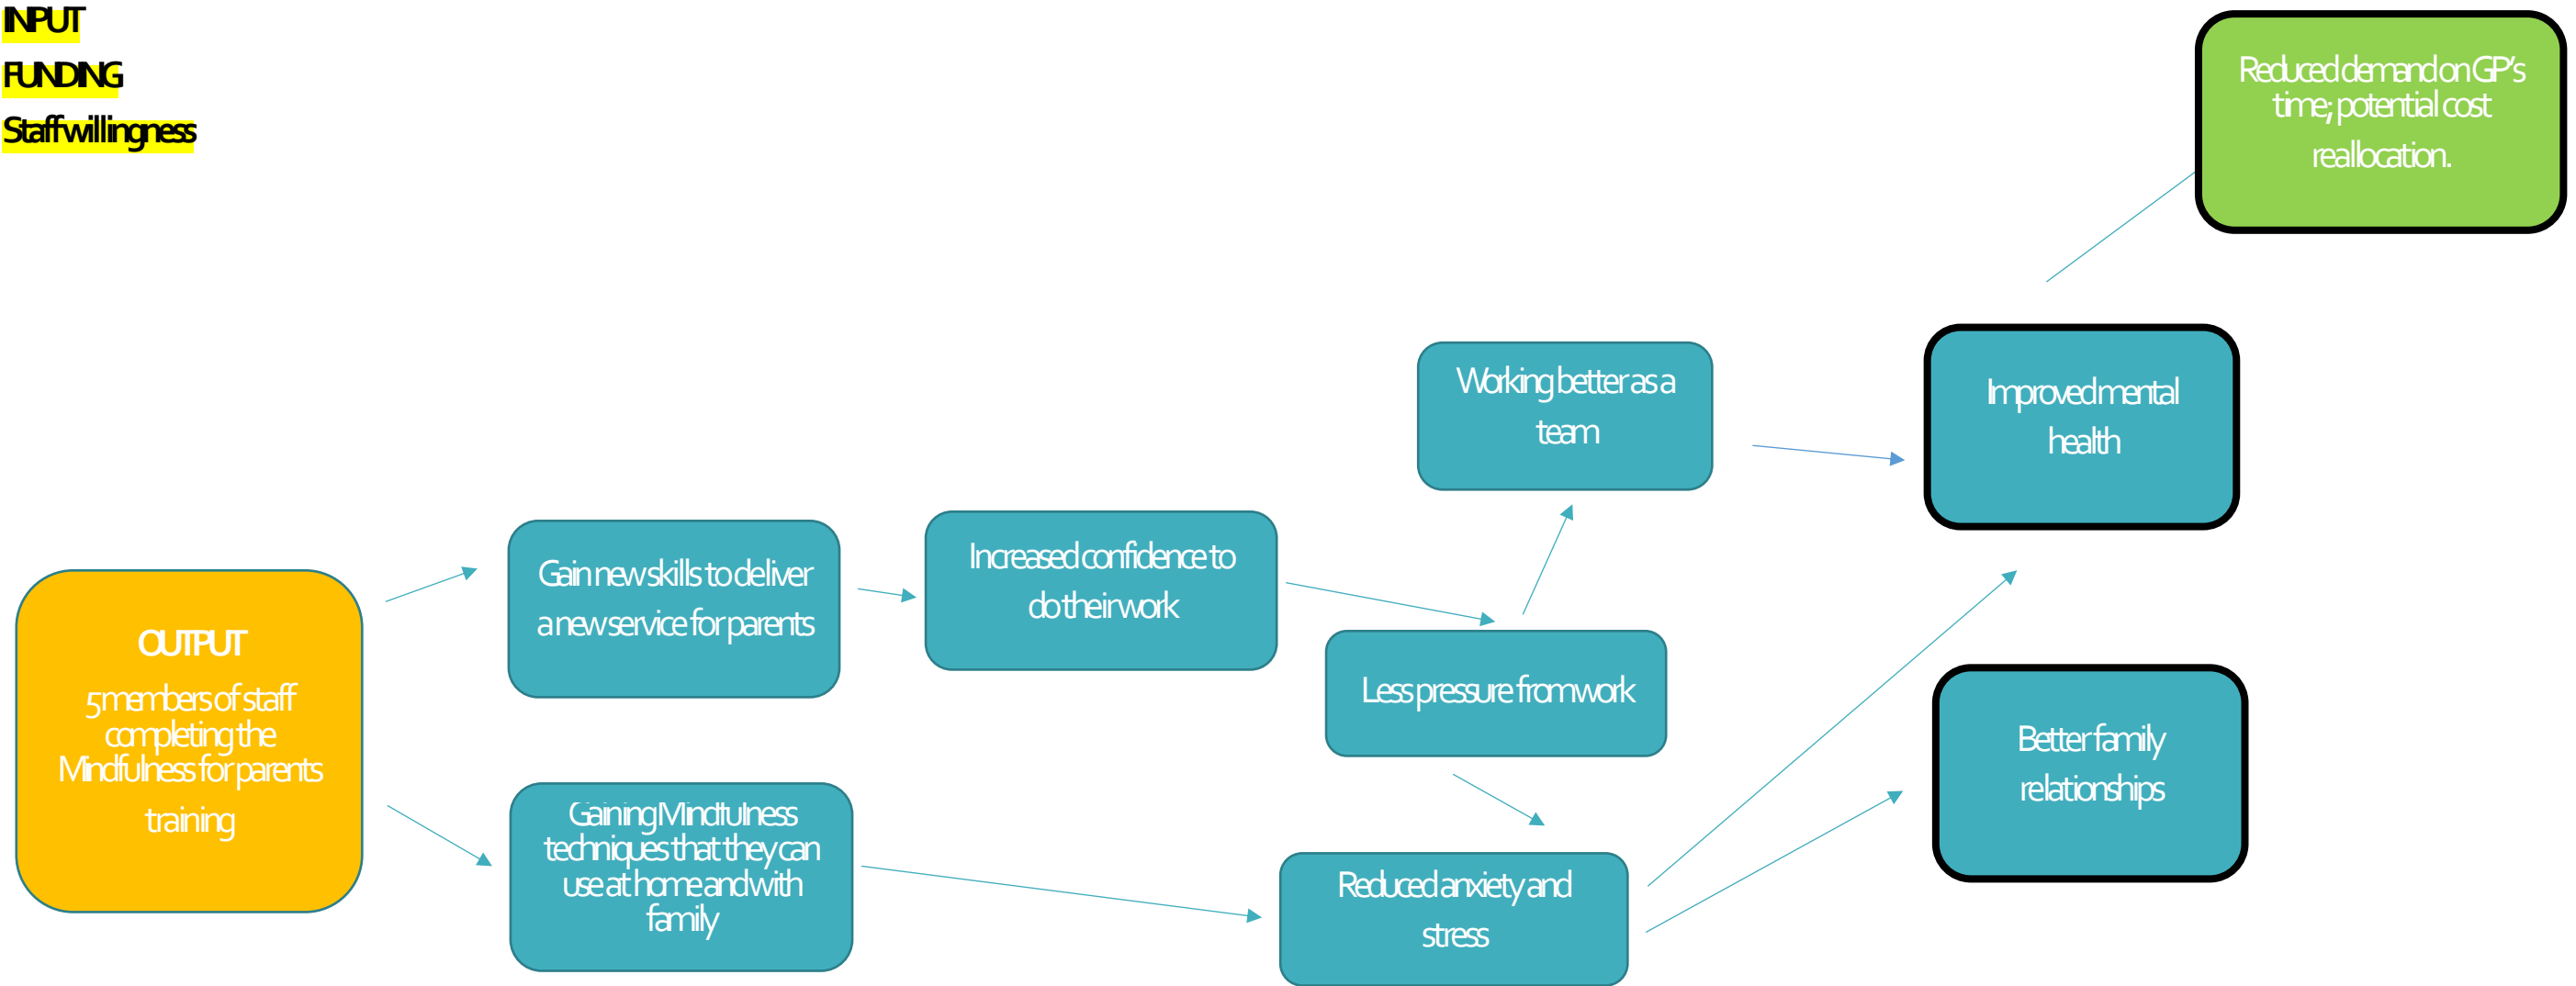 INPUT
FUNDING
Staff willingness
Reduced demand on GP's
time; potential cost
reallocation.
Working better as a
team
Improved mental
health
Gain new skills to deliver
a new service for parents
Increased confidence to
do their work
OUTPUT
5 members of staff
completing the
Mindfulness for parents
training
Less pressure from work
Better family
relationships
Gaining Mindfulness
techniques that they can
use at home and with
family
Reduced anxiety and
stress